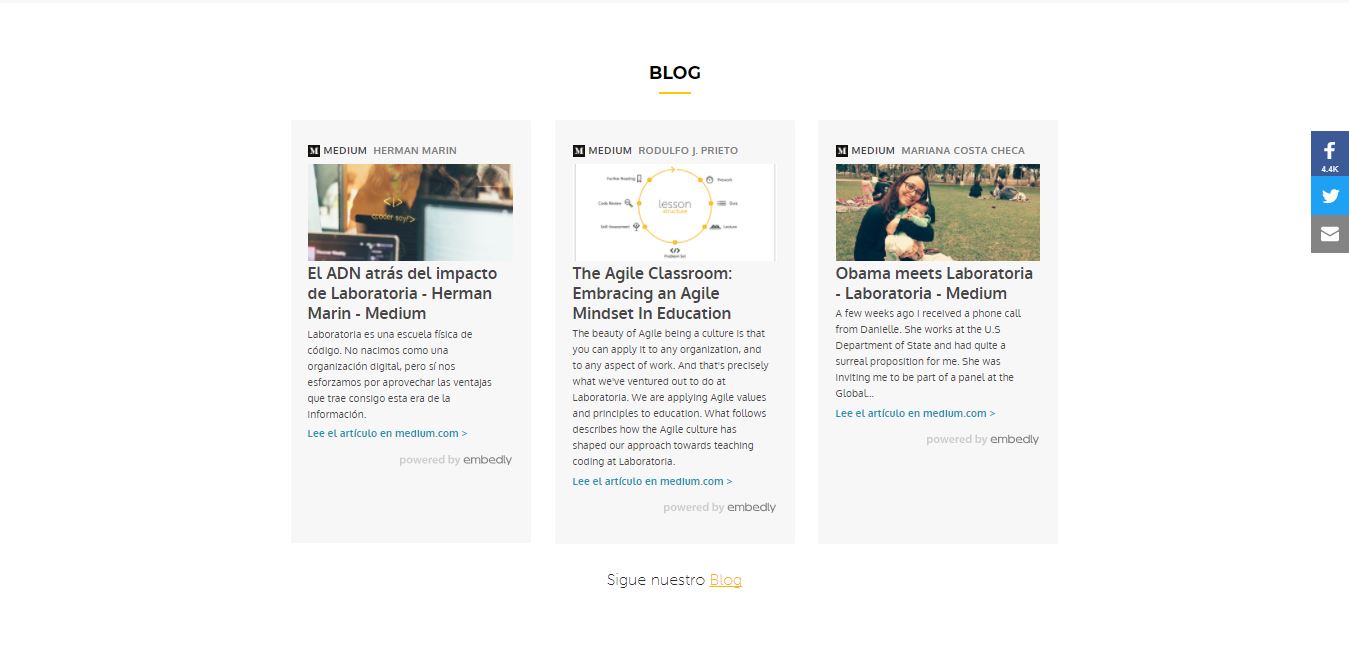 BLOG
M MEDIUM HERMAN MARIN
</>
<coder soy/>
El ADN atrás del impacto
de Laboratoria - Herman
Marin - Medium
Laboratoria es una escuela física de
código. No nacimos como una
organización digital, pero sí nos
esforzamos por aprovechar las ventajas
que trae consigo esta era de la
información.
Lee el artículo en medium.com >
powered by embedly
M MEDIUM RODULFO J. PRIETO
Further Reading
Prework
Code Review
Quiz
lesson
structure
Self-Assessment
Lecture
</>
Problem Set
The Agile Classroom:
Embracing an Agile
Mindset In Education
The beauty of Agile being a culture is that
you can apply it to any organization, and
to any aspect of work. And that's precisely
what we've ventured out to do at
Laboratoria. We are applying Agile values
and principles to education. What follows
describes how the Agile culture has
shaped our approach towards teaching
coding at Laboratoria.
Lee el artículo en medium.com >
powered by embedly
M MEDIUM MARIANA COSTA CHECA
Obama meets Laboratoria
- Laboratoria - Medium
A few weeks ago I received a phone call
from Danielle. She works at the U.S
Department of State and had quite a
surreal proposition for me. She was
inviting me to be part of a panel at the
Global...
Lee el artículo en medium.com >
powered by embedly
Sigue nuestro Blog
4.4K